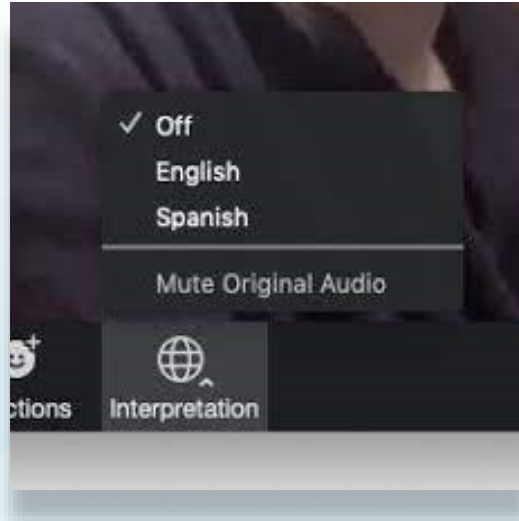 Off
English
Spanish
Mute Original Audio
ctions
Interpretation